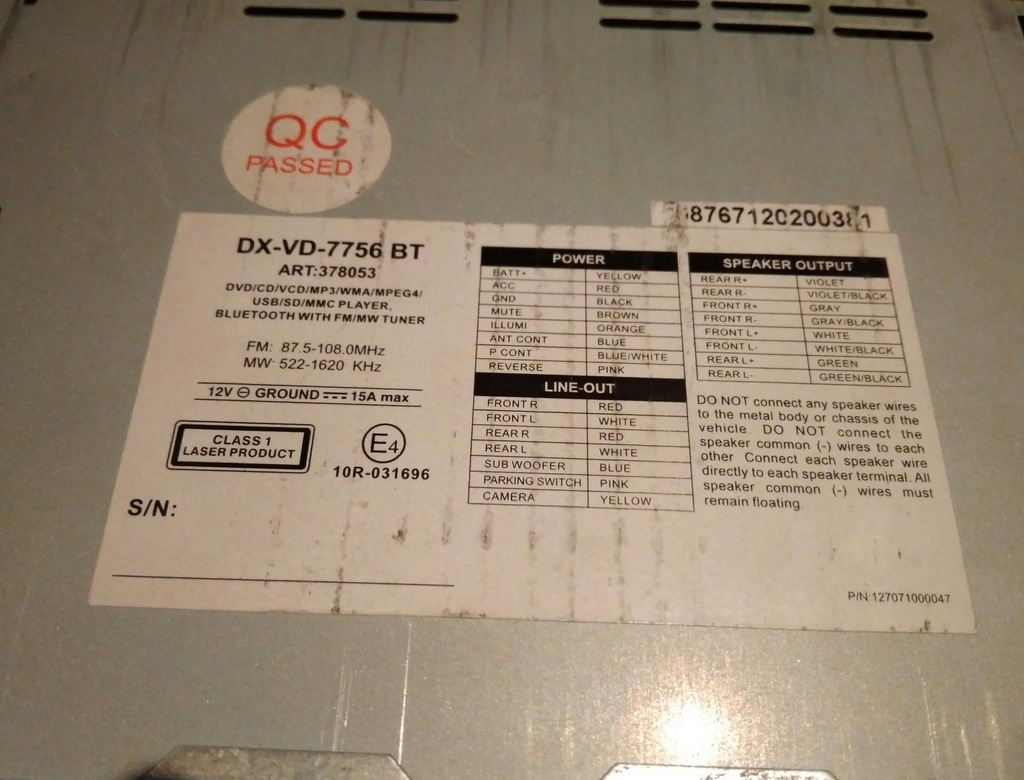 QC
PASSED
DX-VD-7756 BT
ART:378053
DVD/CD/VCD/MP3/WMA/MPEG4/
USB/SD/MMC PLAYER,
BLUETOOTH WITH FM/MW TUNER
FM: 87.5-108.0MHz
MW: 522-1620 KHz
12V ⊖ GROUND ⎓ 15A max
CLASS 1
LASER PRODUCT
E4
10R-031696
S/N:
POWER
BATT+ YELLOW
ACC RED
GND BLACK
MUTE BROWN
ILLUMI ORANGE
ANT CONT BLUE
P CONT BLUE/WHITE
REVERSE PINK
LINE-OUT
FRONT R RED
FRONT L WHITE
REAR R RED
REAR L WHITE
SUB WOOFER BLUE
PARKING SWITCH PINK
CAMERA YELLOW
SPEAKER OUTPUT
REAR R+ VIOLET
REAR R- VIOLET/BLACK
FRONT R+ GRAY
FRONT R- GRAY/BLACK
FRONT L+ WHITE
FRONT L- WHITE/BLACK
REAR L+ GREEN
REAR L- GREEN/BLACK
DO NOT connect any speaker wires
to the metal body or chassis of the
vehicle. DO NOT connect the
speaker common (-) wires to each
other Connect each speaker wire
directly to each speaker terminal. All
speaker common (-) wires must
remain floating
P/N:127071000047